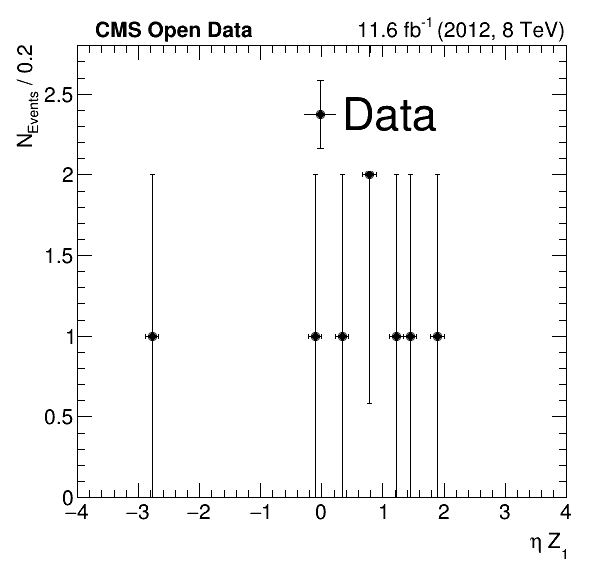 CMS Open Data 11.6 fb⁻¹ (2012, 8 TeV)
N_Events / 0.2
Data
2.5
2
1.5
1
0.5
0
−4 −3 −2 −1 0 1 2 3 4
η Z₁